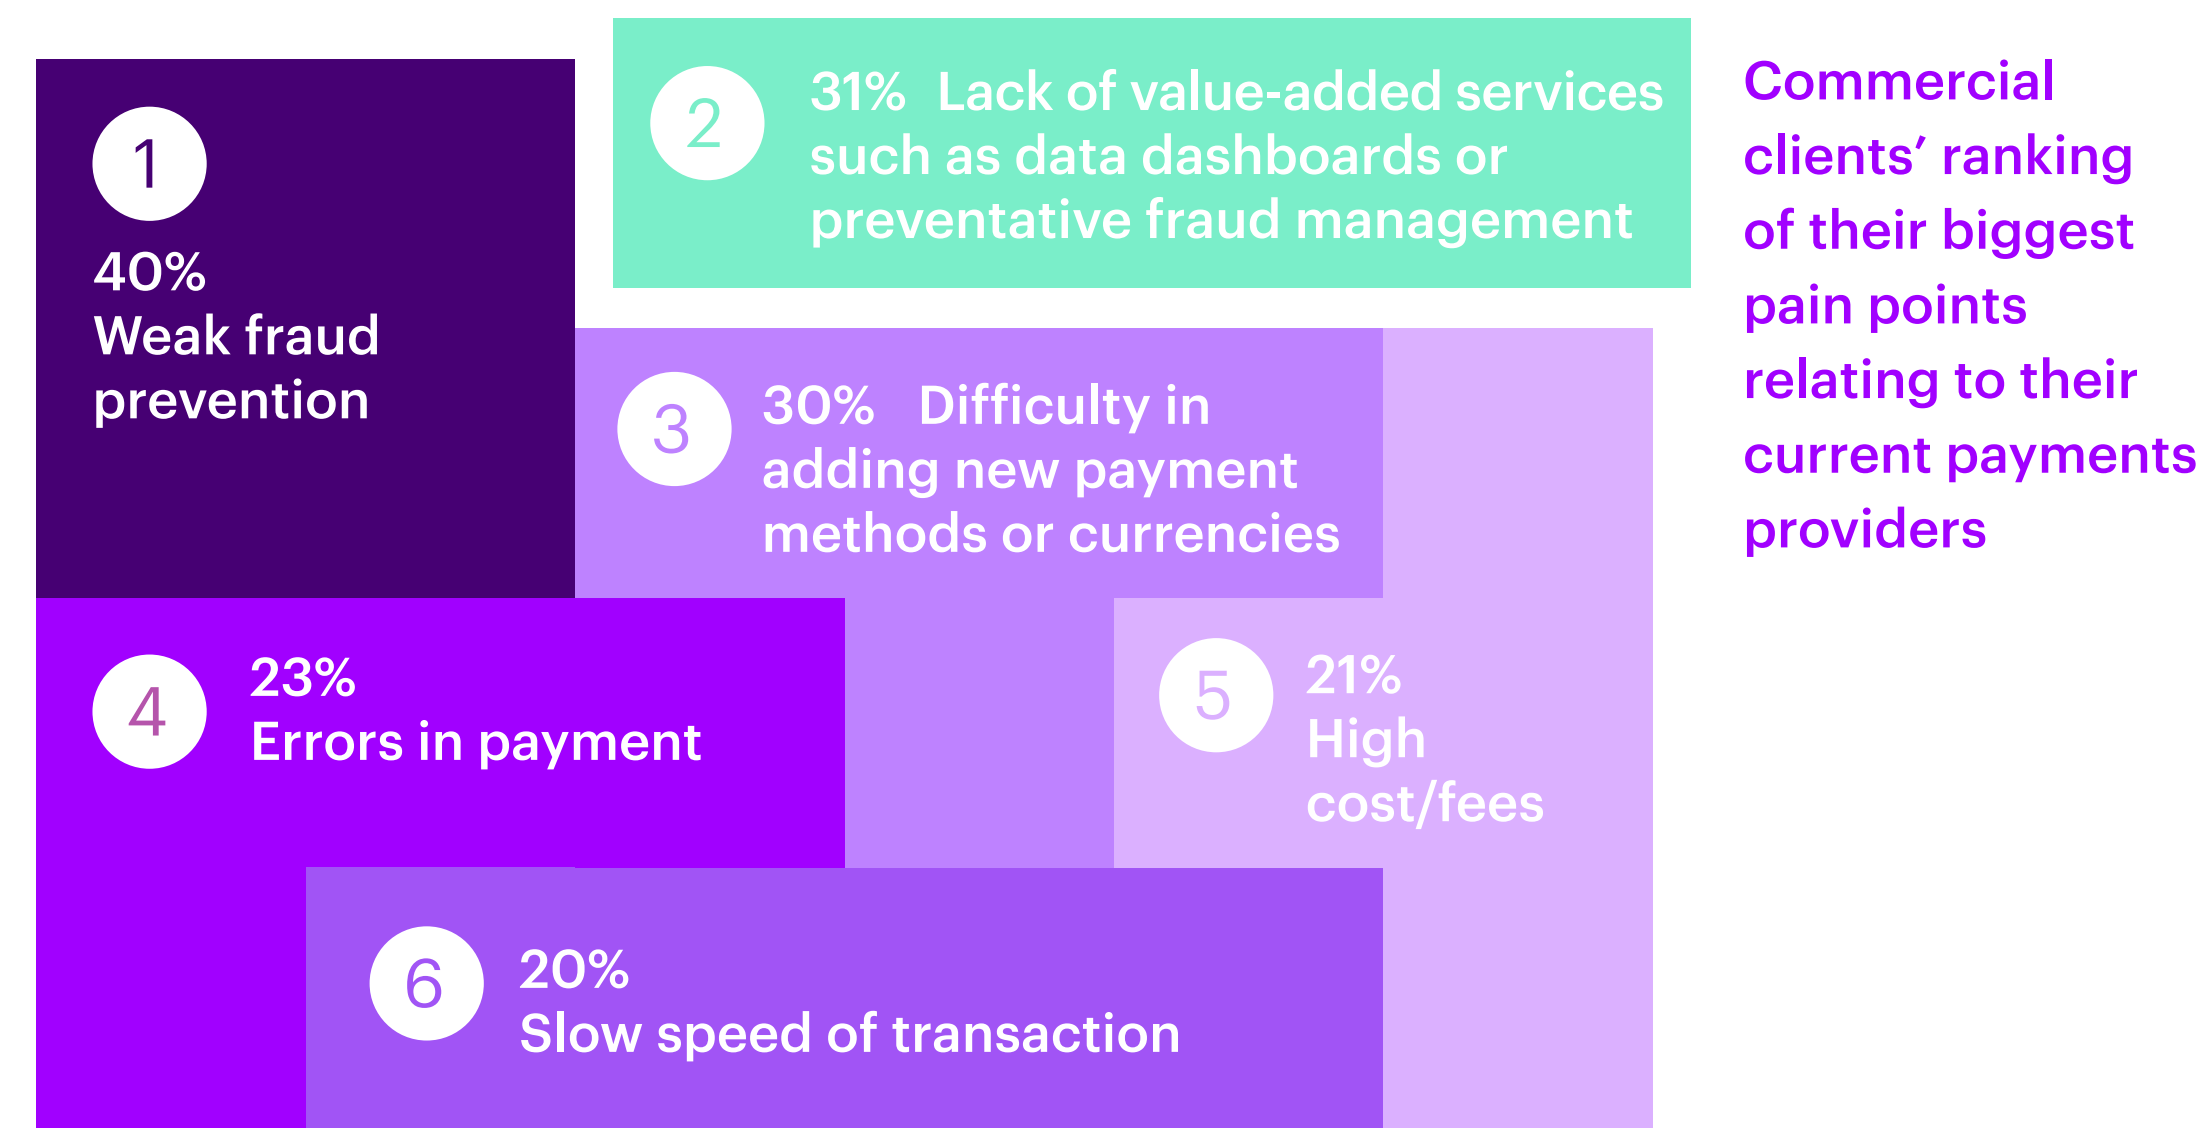 1
40%
Weak fraud
prevention
2
31% Lack of value-added services
such as data dashboards or
preventative fraud management
3
30% Difficulty in
adding new payment
methods or currencies
4
23%
Errors in payment
5
21%
High
cost/fees
6
20%
Slow speed of transaction
Commercial
clients’ ranking
of their biggest
pain points
relating to their
current payments
providers